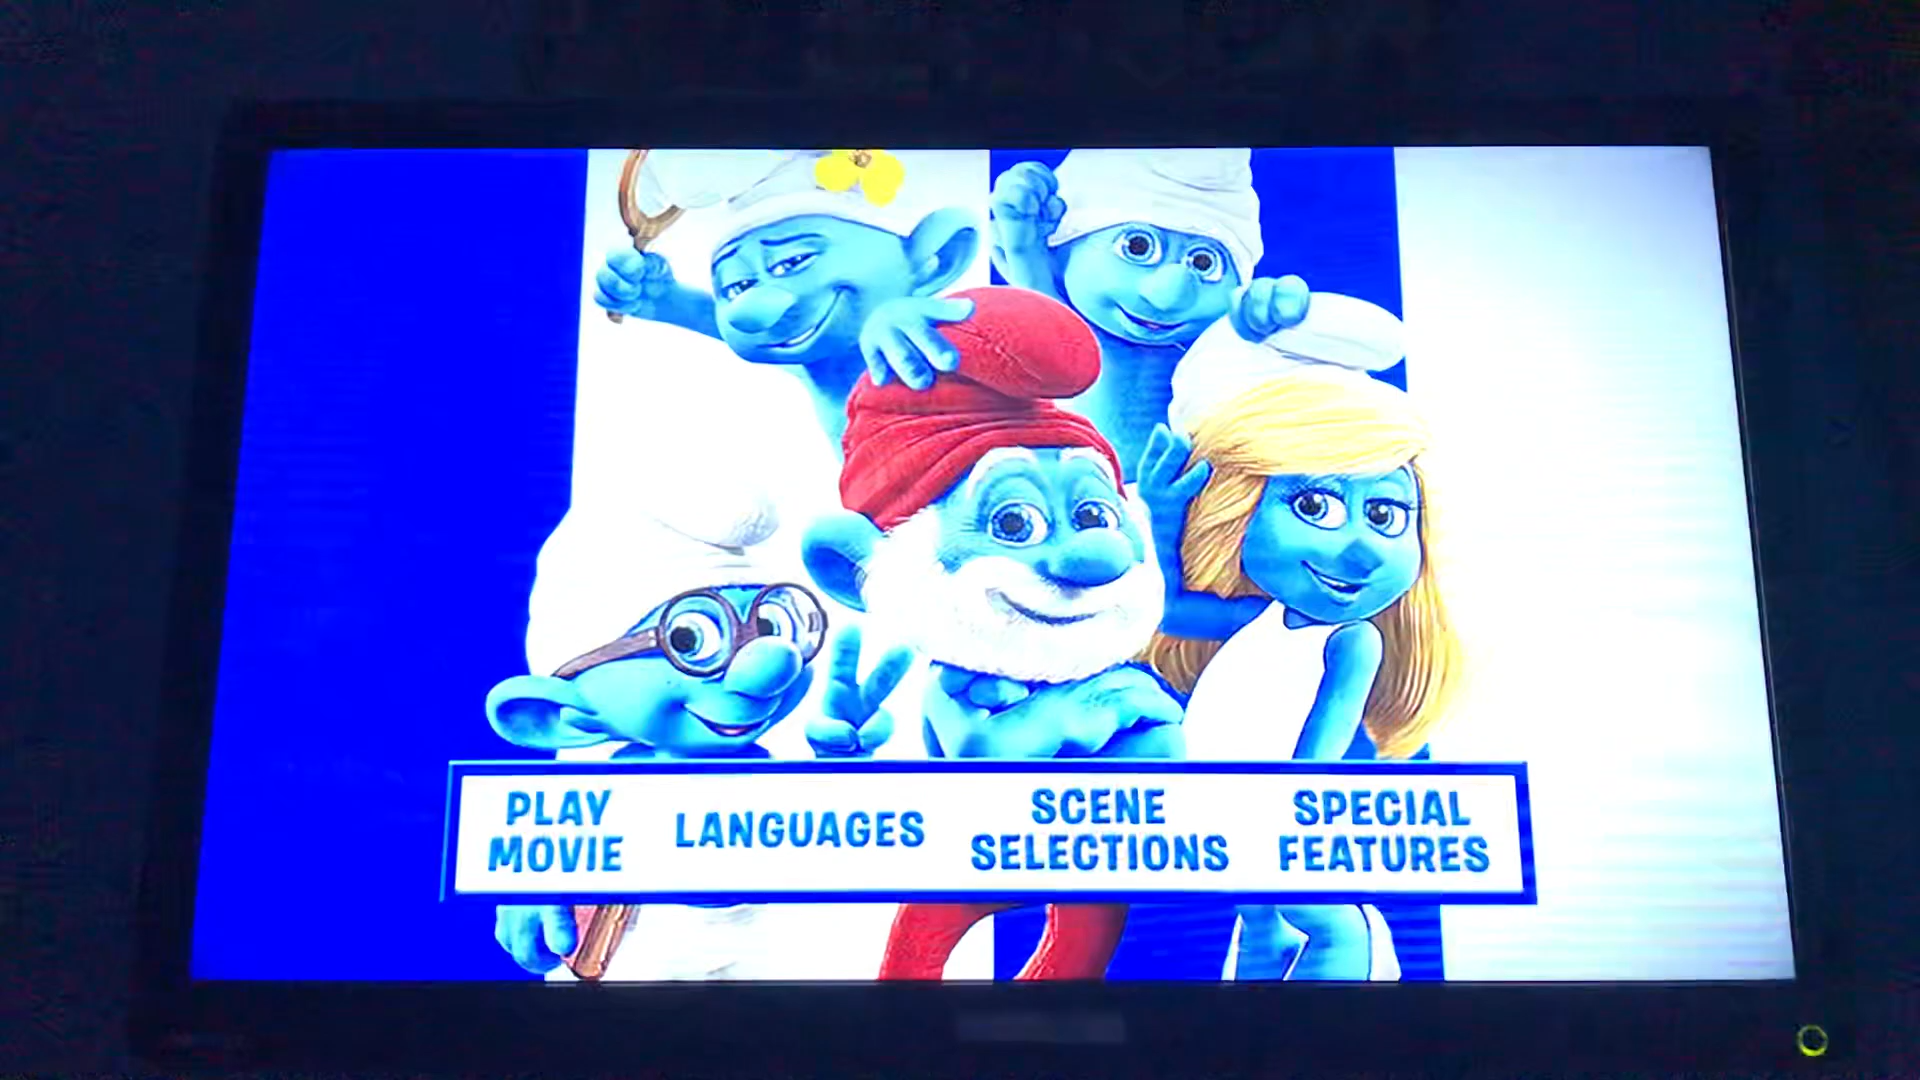 PLAY
MOVIE
LANGUAGES
SCENE
SELECTIONS
SPECIAL
FEATURES